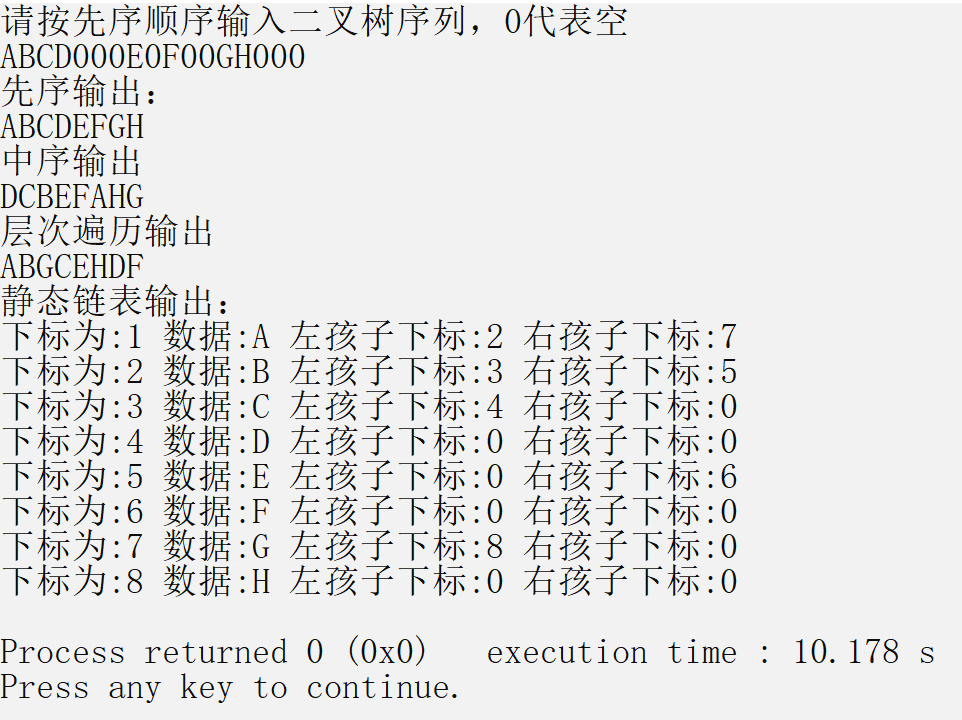 请按先序顺序输入二叉树序列，0代表空
ABCD000E0F00GH000
先序输出：
ABCDEFGH
中序输出
DCBEFAHG
层次遍历输出
ABGCEHDF
静态链表输出：
下标为:1 数据:A 左孩子下标:2 右孩子下标:7
下标为:2 数据:B 左孩子下标:3 右孩子下标:5
下标为:3 数据:C 左孩子下标:4 右孩子下标:0
下标为:4 数据:D 左孩子下标:0 右孩子下标:0
下标为:5 数据:E 左孩子下标:0 右孩子下标:6
下标为:6 数据:F 左孩子下标:0 右孩子下标:0
下标为:7 数据:G 左孩子下标:8 右孩子下标:0
下标为:8 数据:H 左孩子下标:0 右孩子下标:0
Process returned 0 (0x0)   execution time : 10.178 s
Press any key to continue.